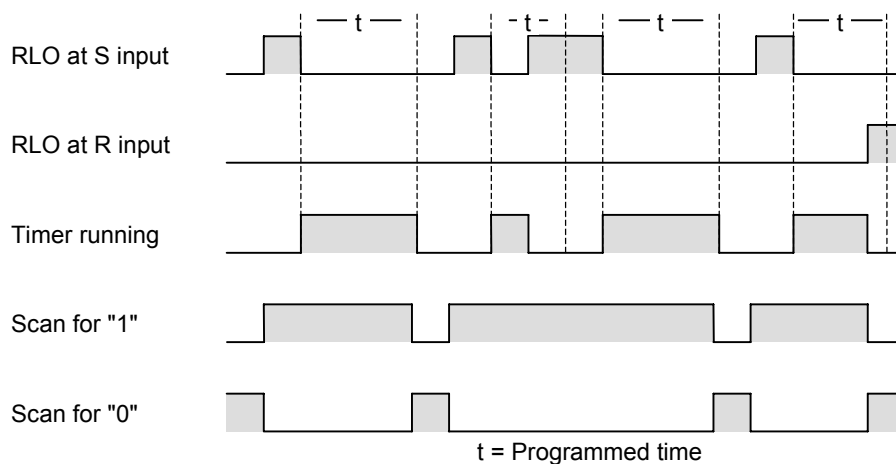 t t t t
RLO at S input
RLO at R input
Timer running
Scan for "1"
Scan for "0"
t = Programmed time